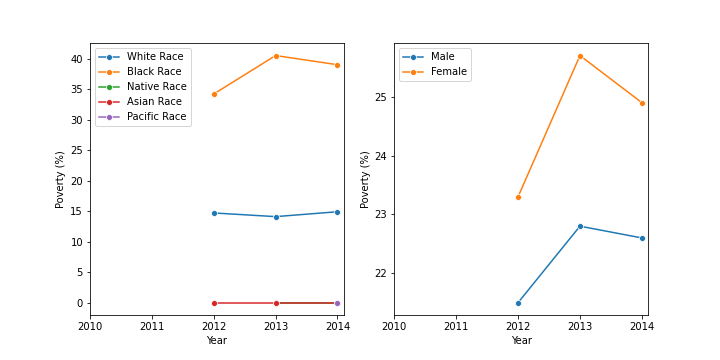 White Race
Black Race
Native Race
Asian Race
Pacific Race
40
35
30
25
20
15
10
5
0
Poverty (%)
2010 2011 2012 2013 2014
Year
Male
Female
25
24
23
22
Poverty (%)
2010 2011 2012 2013 2014
Year